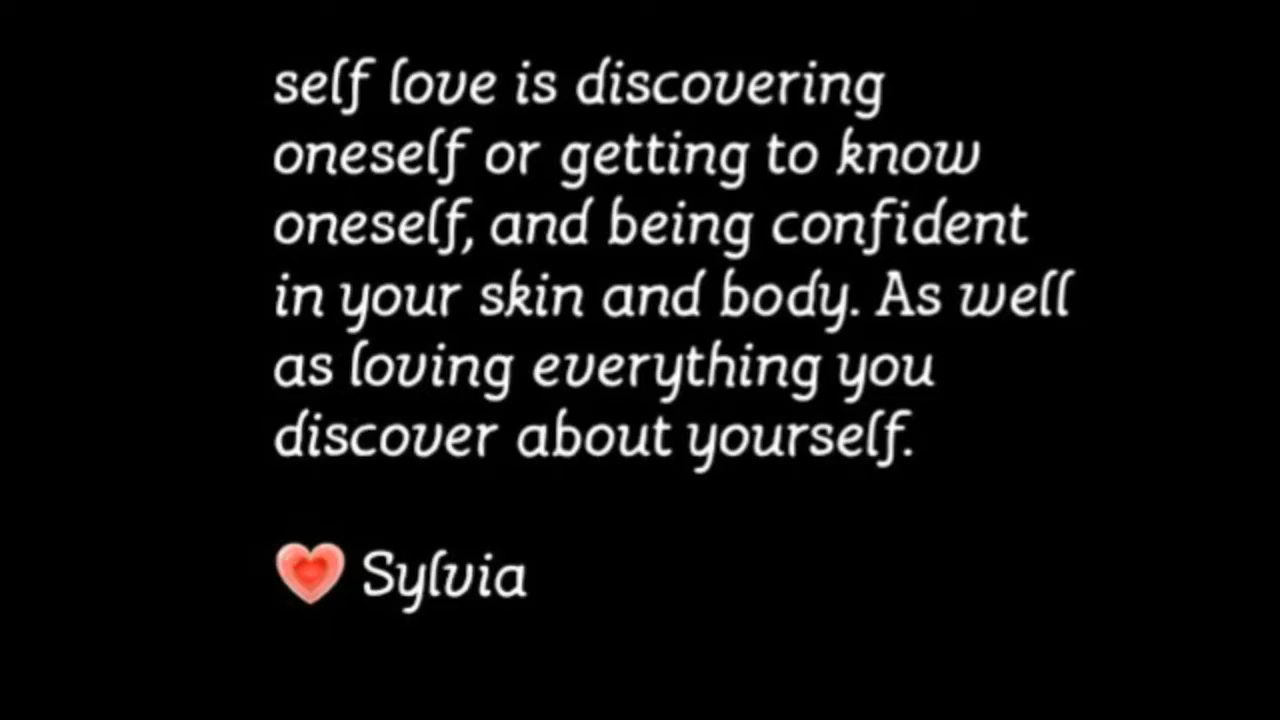 self love is discovering
oneself or getting to know
oneself, and being confident
in your skin and body. As well
as loving everything you
discover about yourself.
Sylvia